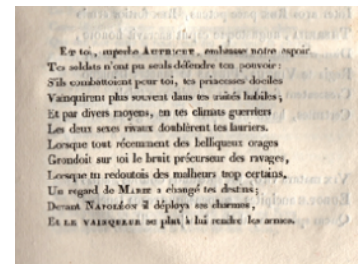 Et toi, superbe Autriche, embrasse notre espoir.
Tes soldats n'ont pu seuls défendre ton pouvoir :
S'ils combattoient pour toi, tes princesses dociles
Vainquirent plus souvent dans tes traités habiles ;
Et par divers moyens, en tes climats guerriers
Les deux sexes rivaux doublèrent tes lauriers.
Lorsque tout récemment des belliqueux orages
Grondoit sur toi le bruit précurseur des ravages,
Lorsque tu redoutois des malheurs trop certains,
Un regard de Marie a changé tes destins ;
Devant Napoléon il déploya ses charmes,
Et le vainqueur se plut à lui rendre les armes.